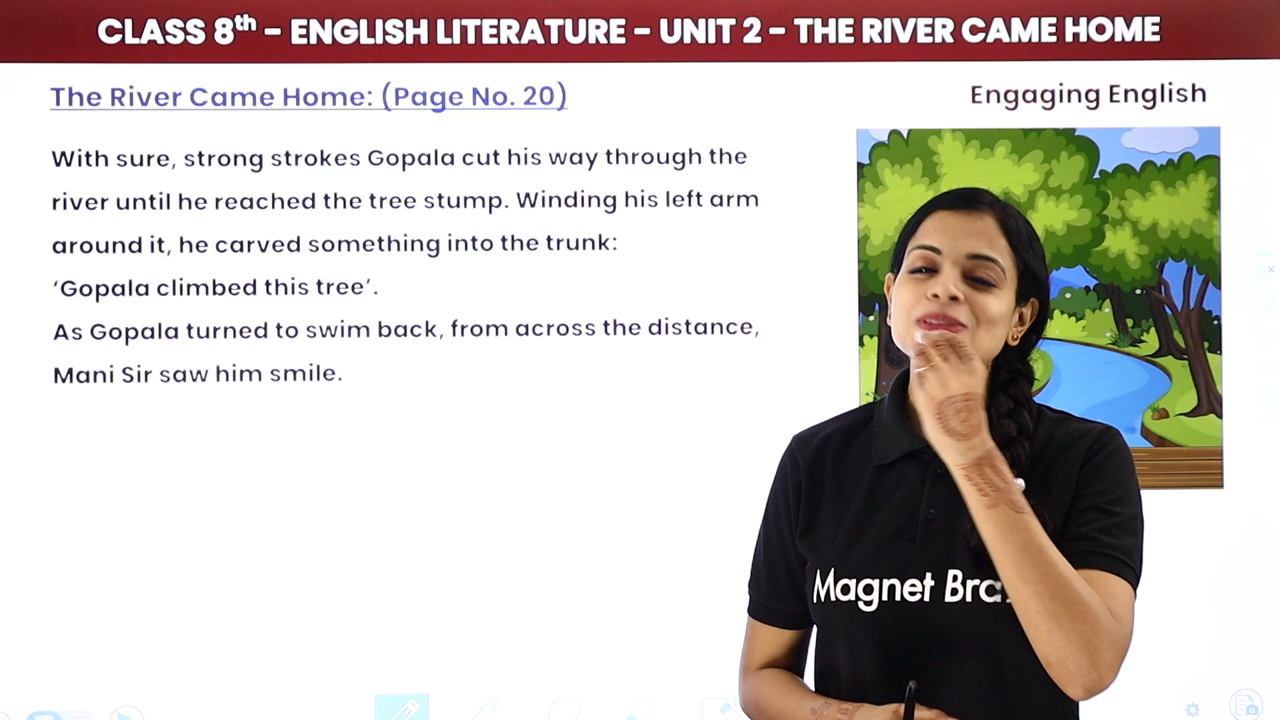 CLASS 8th - ENGLISH LITERATURE - UNIT 2 - THE RIVER CAME HOME
The River Came Home: (Page No. 20)
Engaging English
With sure, strong strokes Gopala cut his way through the
river until he reached the tree stump. Winding his left arm
around it, he carved something into the trunk:
‘Gopala climbed this tree’.
As Gopala turned to swim back, from across the distance,
Mani Sir saw him smile.
Magnet